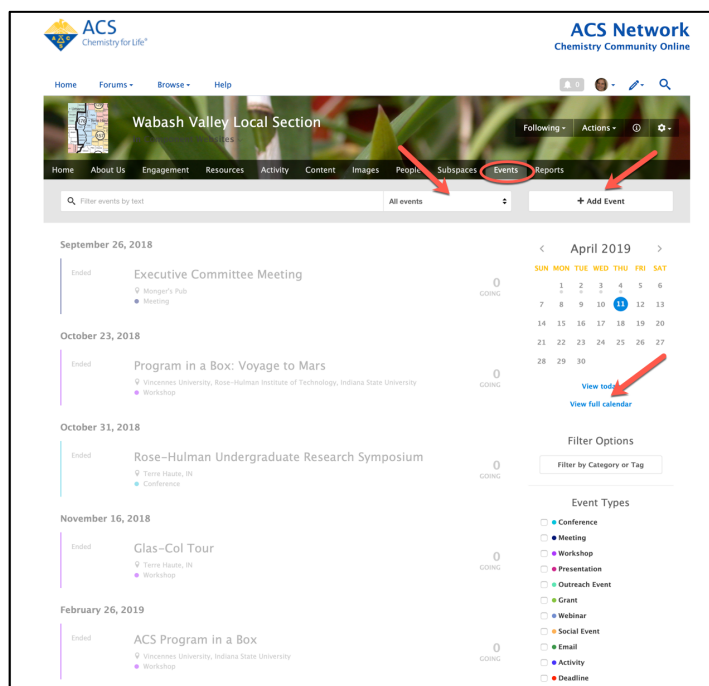 ACS
Chemistry for Life®
ACS Network
Chemistry Community Online
Home Forums Browse Help
0
Wabash Valley Local Section
Following Actions
Home About Us Engagement Resources Activity Content Images People Subspaces Events Reports
Filter events by text
All events
+ Add Event
September 26, 2018
Ended
Executive Committee Meeting
Monger's Pub
Meeting
0
GOING
October 23, 2018
Ended
Program in a Box: Voyage to Mars
Vincennes University, Rose-Hulman Institute of Technology, Indiana State University
Workshop
0
GOING
October 31, 2018
Ended
Rose-Hulman Undergraduate Research Symposium
Terre Haute, IN
Conference
0
GOING
November 16, 2018
Ended
Glas-Col Tour
Terre Haute, IN
Workshop
0
GOING
February 26, 2019
Ended
ACS Program in a Box
Vincennes University, Indiana State University
Workshop
0
GOING
< April 2019 >
SUN MON TUE WED THU FRI SAT
1 2 3 4 5 6
7 8 9 10 11 12 13
14 15 16 17 18 19 20
21 22 23 24 25 26 27
28 29 30
View today
View full calendar
Filter Options
Filter by Category or Tag
Event Types
Conference
Meeting
Workshop
Presentation
Outreach Event
Grant
Webinar
Social Event
Email
Activity
Deadline